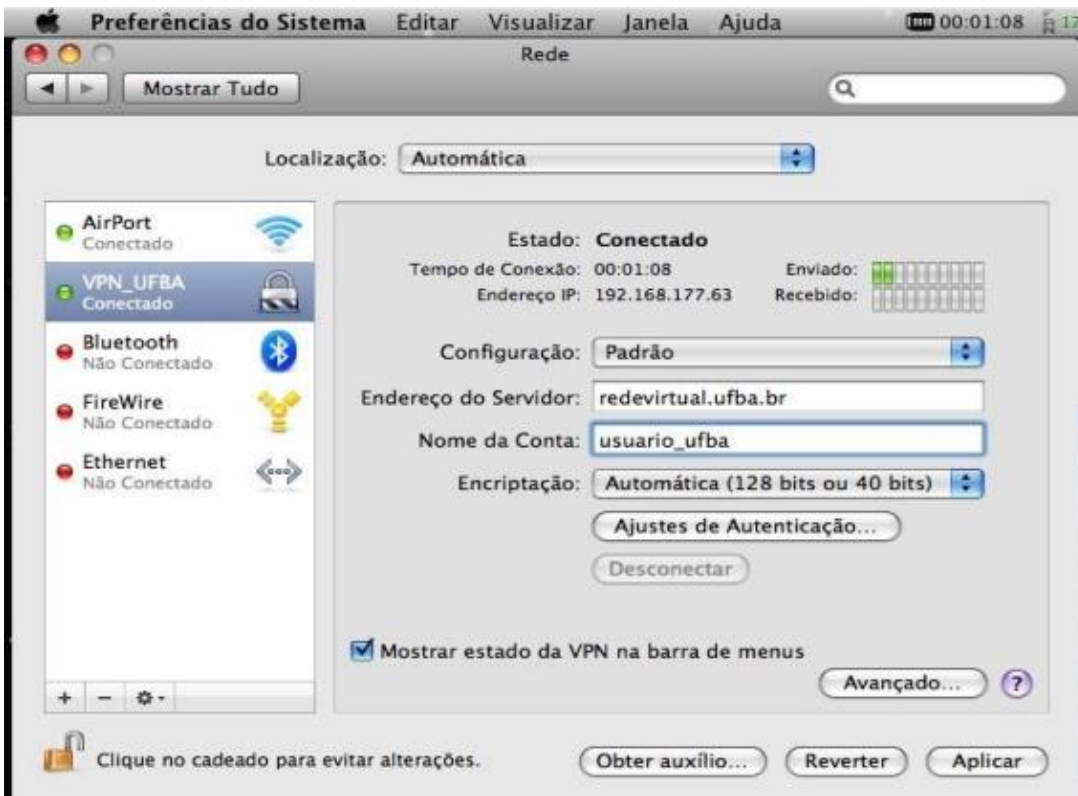 Preferências do Sistema Editar Visualizar Janela Ajuda 00:01:08 17
Rede
Mostrar Tudo
Localização: Automática
AirPort
Conectado
VPN_UFBA
Conectado
Bluetooth
Não Conectado
FireWire
Não Conectado
Ethernet
Não Conectado
Estado: Conectado
Tempo de Conexão: 00:01:08 Enviado:
Endereço IP: 192.168.177.63 Recebido:
Configuração: Padrão
Endereço do Servidor: redevirtual.ufba.br
Nome da Conta: usuario_ufba
Encriptação: Automática (128 bits ou 40 bits)
Ajustes de Autenticação...
Desconectar
Mostrar estado da VPN na barra de menus
Avançado... ?
+ −
Clique no cadeado para evitar alterações.
Obter auxílio... Reverter Aplicar